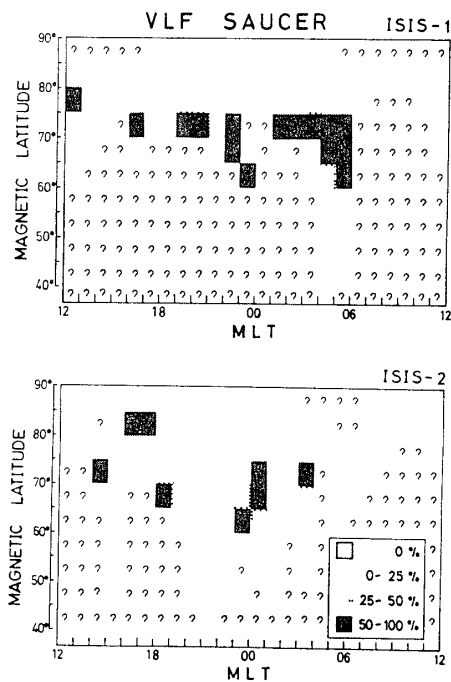 VLF SAUCER ISIS-1
90°
80°
70°
60°
50°
40°
MAGNETIC LATITUDE
12 18 00 06 12
MLT
ISIS-2
90°
80°
70°
60°
50°
40°
MAGNETIC LATITUDE
0 %
0- 25 %
25- 50 %
50-100 %
12 18 00 06 12
MLT